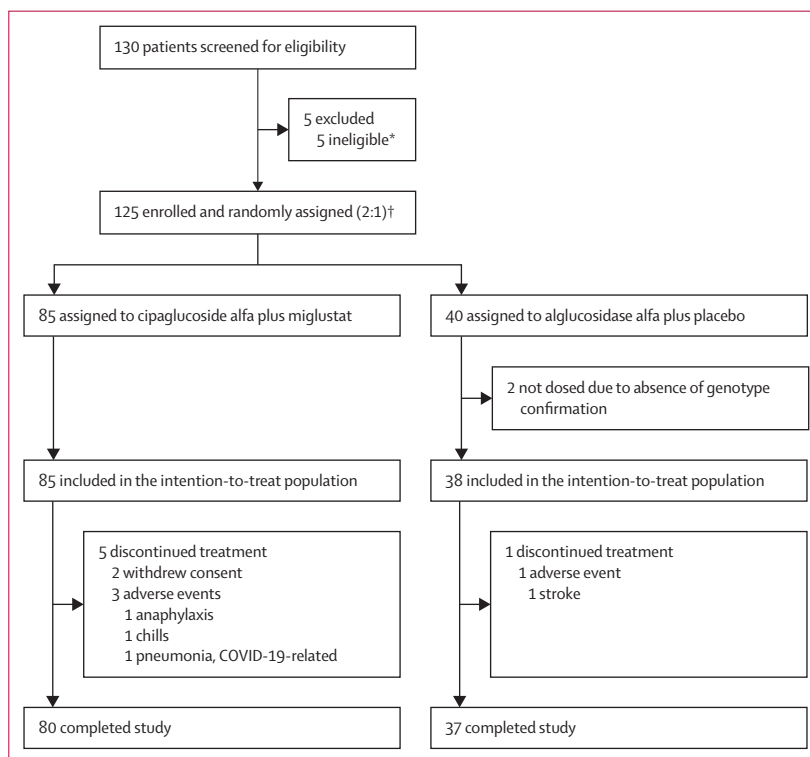 130 patients screened for eligibility
5 excluded
5 ineligible*
125 enrolled and randomly assigned (2:1)†
85 assigned to cipaglucoside alfa plus miglustat
40 assigned to alglucosidase alfa plus placebo
2 not dosed due to absence of genotype
confirmation
85 included in the intention-to-treat population
38 included in the intention-to-treat population
5 discontinued treatment
2 withdrew consent
3 adverse events
1 anaphylaxis
1 chills
1 pneumonia, COVID-19-related
1 discontinued treatment
1 adverse event
1 stroke
80 completed study
37 completed study